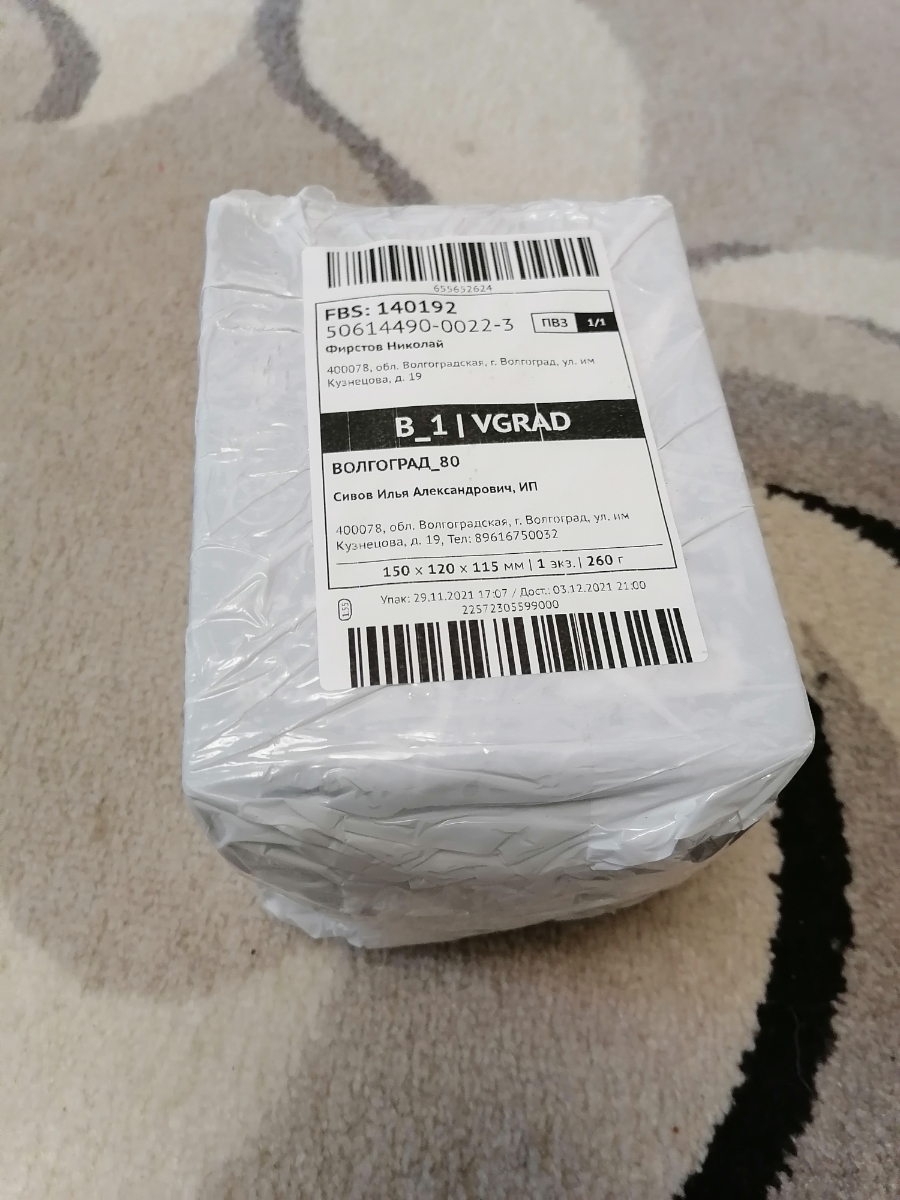 655652624
FBS: 140192
50614490-0022-3
ПВЗ 1/1
Фирстов Николай
400078, обл. Волгоградская, г. Волгоград, ул. им
Кузнецова, д. 19
B_1 | VGRAD
ВОЛГОГРАД_80
Сивов Илья Александрович, ИП
400078, обл. Волгоградская, г. Волгоград, ул. им
Кузнецова, д. 19, Тел: 89616750032
150 x 120 x 115 мм | 1 экз. | 260 г
Упак: 29.11.2021 17:07 / Дост.: 03.12.2021 21:00
22572305599000
155